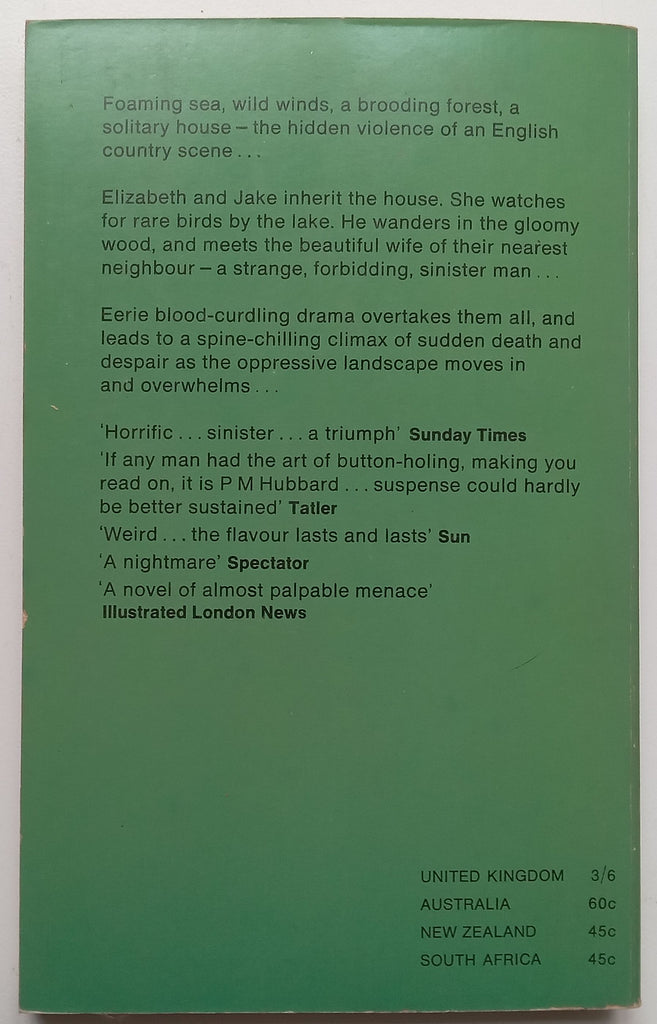 Foaming sea, wild winds, a brooding forest, a
solitary house – the hidden violence of an English
country scene . . .
Elizabeth and Jake inherit the house. She watches
for rare birds by the lake. He wanders in the gloomy
wood, and meets the beautiful wife of their nearest
neighbour – a strange, forbidding, sinister man . . .
Eerie blood-curdling drama overtakes them all, and
leads to a spine-chilling climax of sudden death and
despair as the oppressive landscape moves in
and overwhelms . . .
‘Horrific . . . sinister . . . a triumph’ Sunday Times
‘If any man had the art of button-holing, making you
read on, it is P M Hubbard . . . suspense could hardly
be better sustained’ Tatler
‘Weird . . . the flavour lasts and lasts’ Sun
‘A nightmare’ Spectator
‘A novel of almost palpable menace’
Illustrated London News
UNITED KINGDOM 3/6
AUSTRALIA 60c
NEW ZEALAND 45c
SOUTH AFRICA 45c